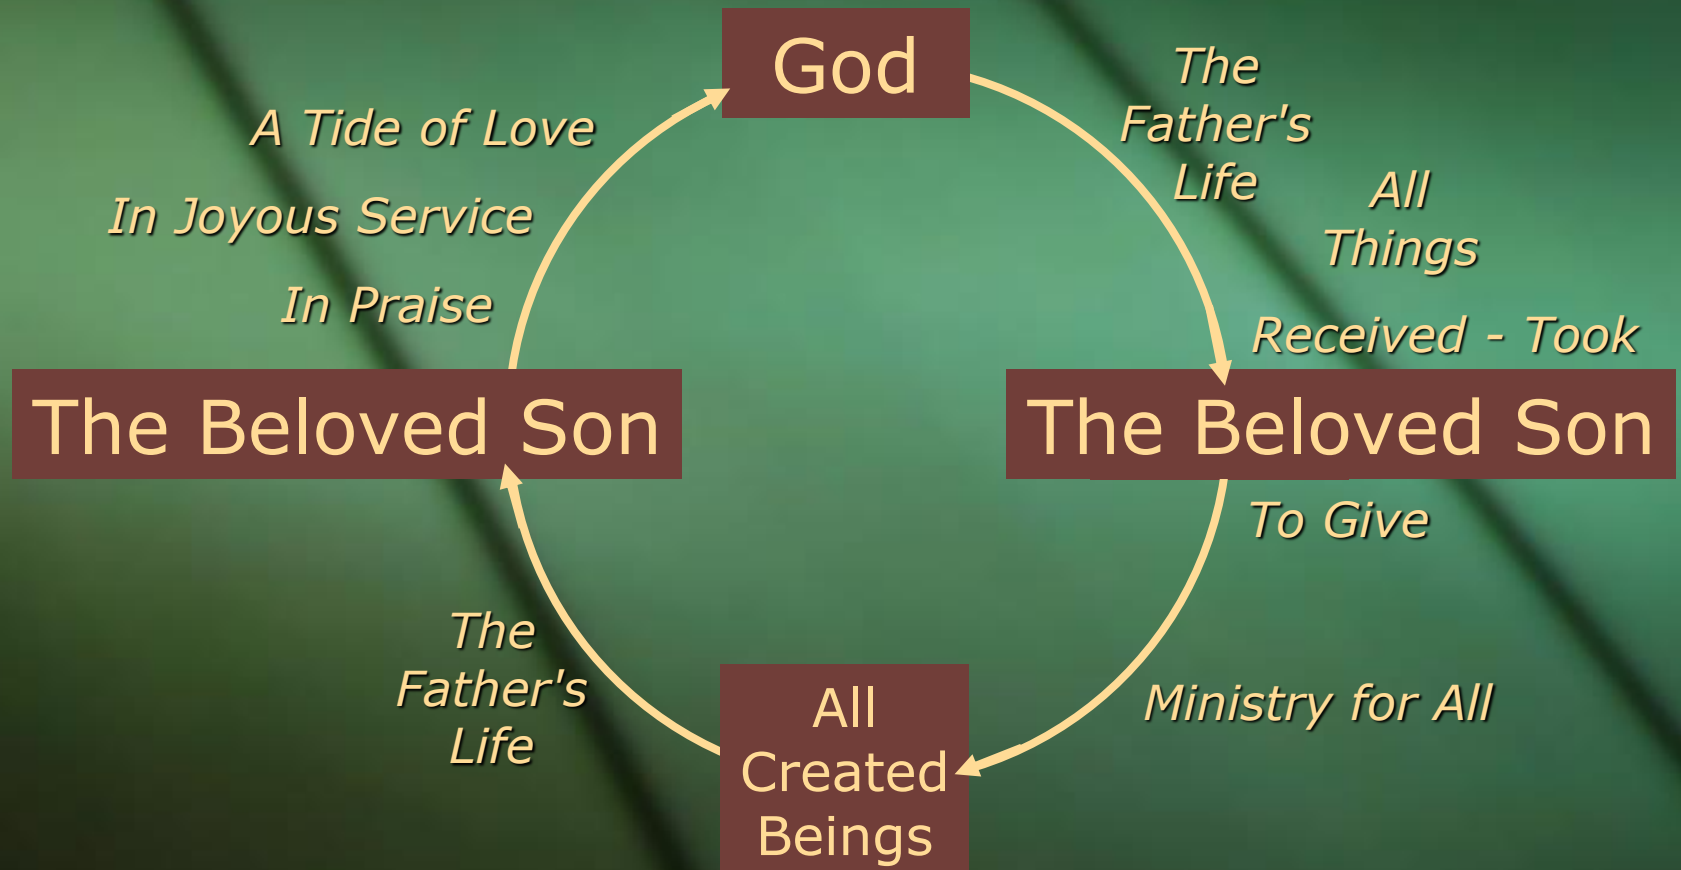 God
The
Father's
Life
All
Things
Received - Took
The Beloved Son
To Give
Ministry for All
All
Created
Beings
The
Father's
Life
The Beloved Son
In Praise
In Joyous Service
A Tide of Love